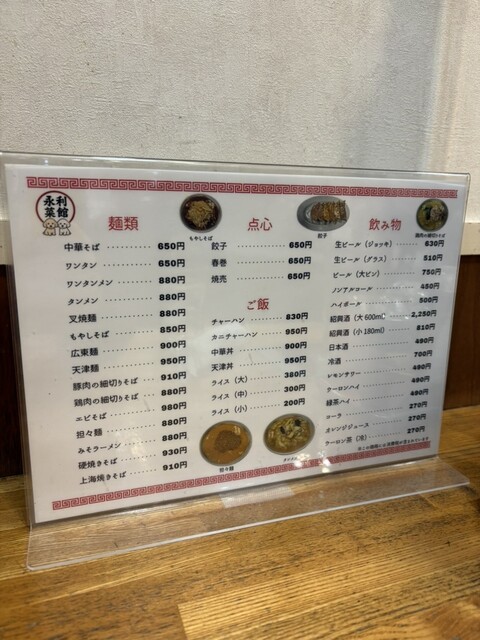 永利
菜館
麺類
中華そば ········· 650円
ワンタン ········· 650円
ワンタンメン ········· 880円
タンメン ········· 880円
叉焼麺 ········· 880円
もやしそば ········· 850円
広東麺 ········· 900円
天津麺 ········· 950円
豚肉の細切りそば ···· 910円
鶏肉の細切りそば ···· 880円
エビそば ········· 980円
担々麺 ········· 880円
みそラーメン ········· 880円
硬焼きそば ········· 930円
上海焼きそば ········· 910円
もやしそば
点心
餃子 ········· 650円
春巻 ········· 650円
焼売 ········· 650円
ご飯
チャーハン ········· 830円
カニチャーハン ········· 950円
中華丼 ········· 900円
天津丼 ········· 950円
ライス（大） ········· 380円
ライス（中） ········· 300円
ライス（小） ········· 200円
担々麺
餃子
飲み物
鶏肉の細切りそば
生ビール（ジョッキ） ···· 630円
生ビール（グラス） ···· 510円
ビール（大ビン） ···· 750円
ノンアルコール ········· 450円
ハイボール ········· 500円
紹興酒（大 600ml） ·· 2,250円
紹興酒（小 180ml） ···· 810円
日本酒 ········· 490円
冷酒 ········· 700円
レモンサワー ········· 490円
ウーロンハイ ········· 490円
緑茶ハイ ········· 490円
コーラ ········· 270円
オレンジジュース ········· 270円
ウーロン茶（冷） ········· 270円